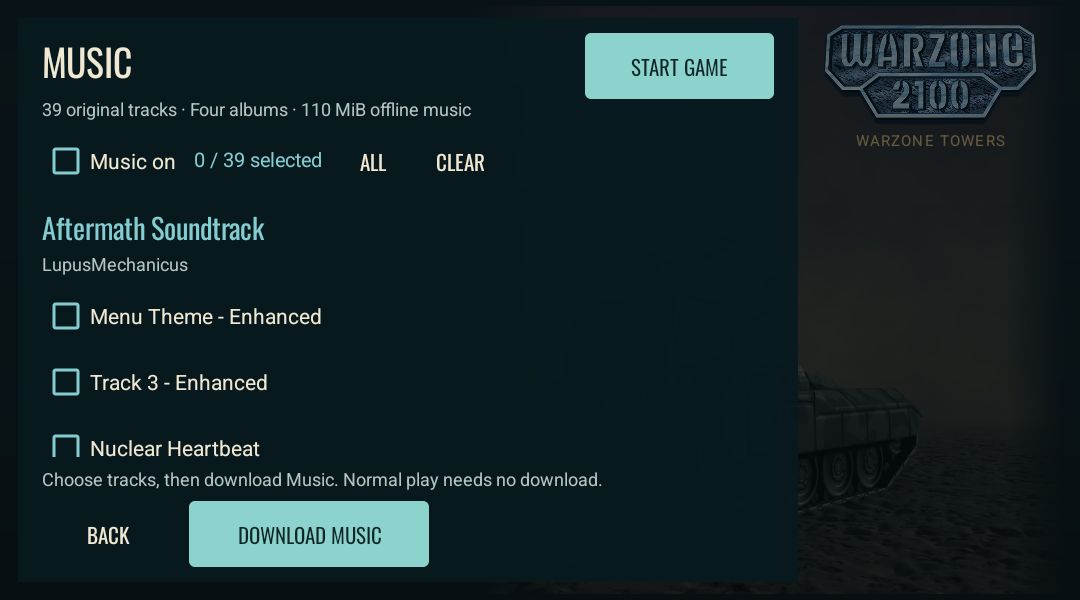 MUSIC
START GAME
39 original tracks · Four albums · 110 MiB offline music
Music on
0 / 39 selected
ALL
CLEAR
Aftermath Soundtrack
LupusMechanicus
Menu Theme - Enhanced
Track 3 - Enhanced
Nuclear Heartbeat
Choose tracks, then download Music. Normal play needs no download.
BACK
DOWNLOAD MUSIC
WARZONE
2100
WARZONE TOWERS